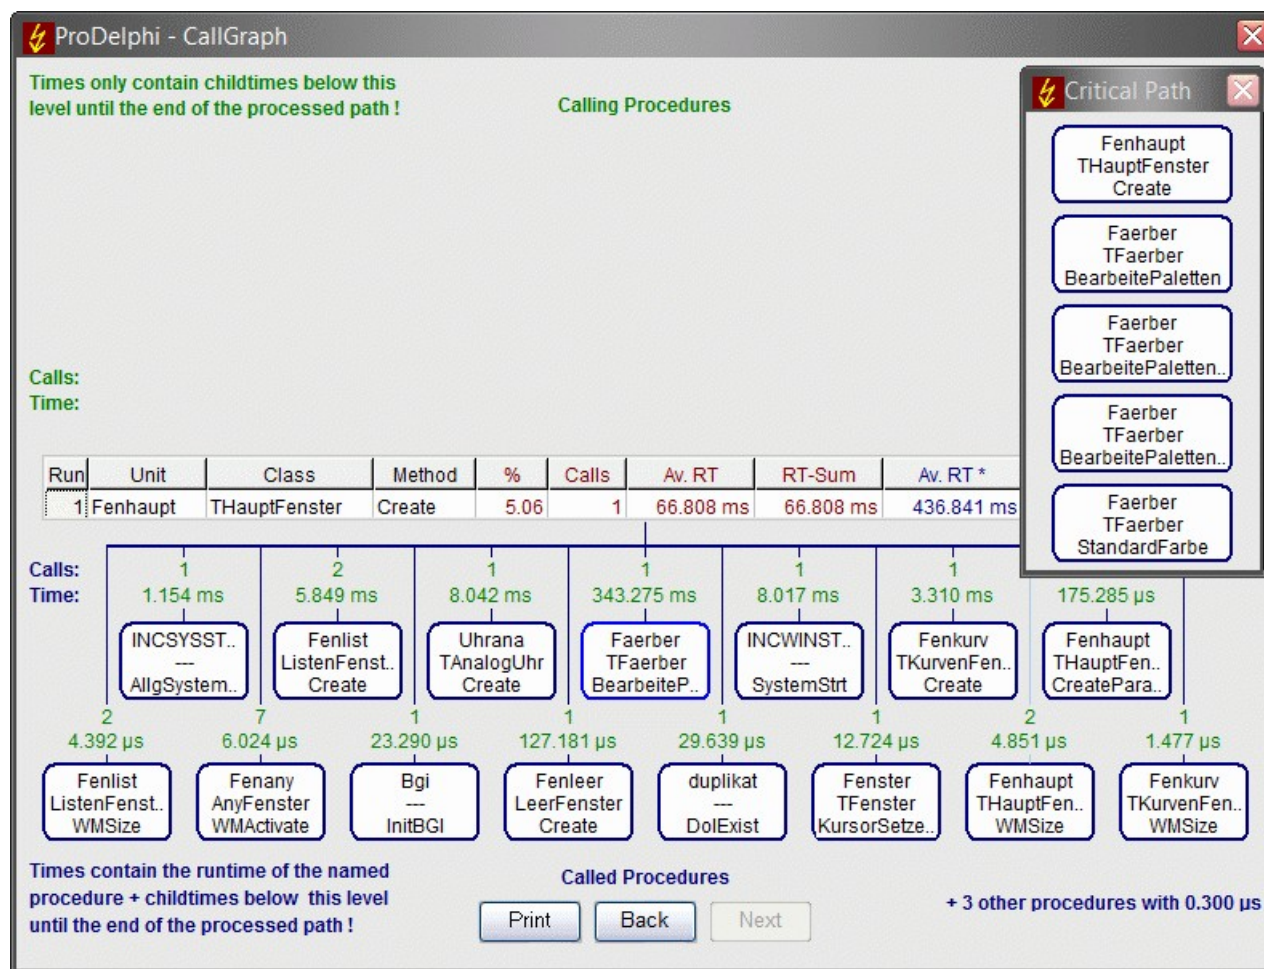 ProDelphi - CallGraph
Times only contain childtimes below this
level until the end of the processed path !
Calling Procedures
Critical Path
Fenhaupt
THauptFenster
Create
Faerber
TFaerber
BearbeitePaletten
Faerber
TFaerber
BearbeitePaletten..
Faerber
TFaerber
BearbeitePaletten..
Faerber
TFaerber
StandardFarbe
Calls:
Time:
Run Unit Class Method % Calls Av. RT RT-Sum Av. RT *
1 Fenhaupt THauptFenster Create 5.06 1 66.808 ms 66.808 ms 436.841 ms
Calls: 1 2 1 1 1 1
Time: 1.154 ms 5.849 ms 8.042 ms 343.275 ms 8.017 ms 3.310 ms 175.285 µs
INCSYSST.. Fenlist Uhrana Faerber INCWINST.. Fenkurv Fenhaupt
--- ListenFenst.. TAnalogUhr TFaerber --- TKurvenFen.. THauptFen..
AllgSystem.. Create Create BearbeiteP.. SystemStrt Create CreatePara..
2 7 1 1 1 1 2 1
4.392 µs 6.024 µs 23.290 µs 127.181 µs 29.639 µs 12.724 µs 4.851 µs 1.477 µs
Fenlist Fenany Bgi Fenleer duplikat Fenster Fenhaupt Fenkurv
ListenFenst.. AnyFenster --- LeerFenster --- TFenster THauptFen.. TKurvenFen..
WMSize WMActivate InitBGI Create DolExist KursorSetze.. WMSize WMSize
Times contain the runtime of the named
procedure + childtimes below this level
until the end of the processed path !
Called Procedures
+ 3 other procedures with 0.300 µs
Print Back Next